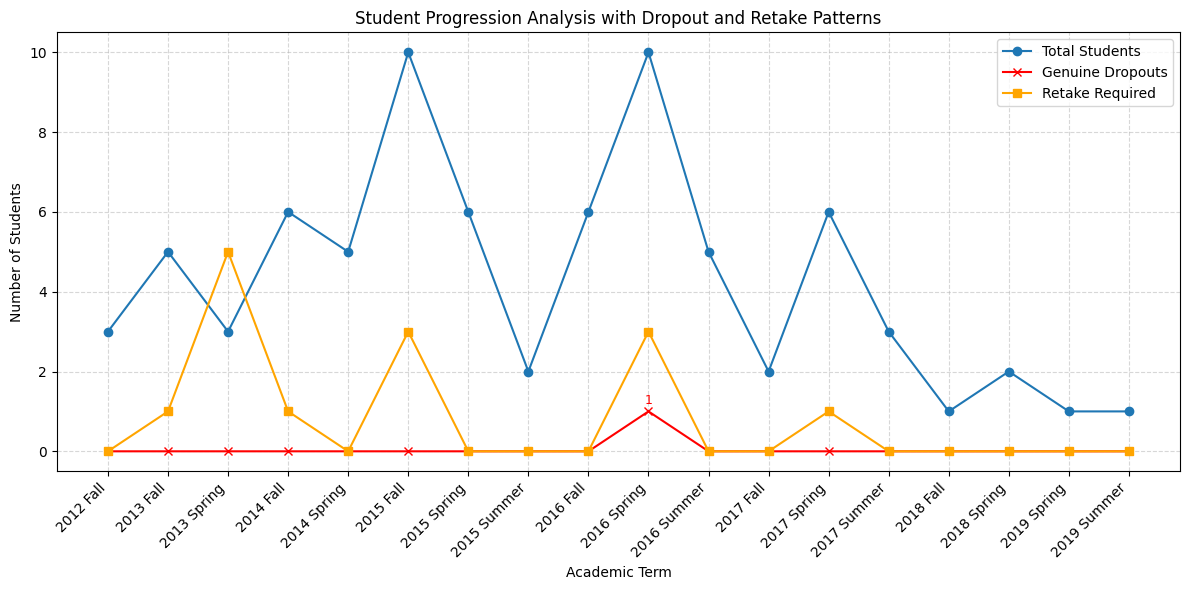 Student Progression Analysis with Dropout and Retake Patterns
Total Students
Genuine Dropouts
Retake Required
Number of Students
10
8
6
4
2
0
1
2012 Fall
2013 Fall
2013 Spring
2014 Fall
2014 Spring
2015 Fall
2015 Spring
2015 Summer
2016 Fall
2016 Spring
2016 Summer
2017 Fall
2017 Spring
2017 Summer
2018 Fall
2018 Spring
2019 Spring
2019 Summer
Academic Term